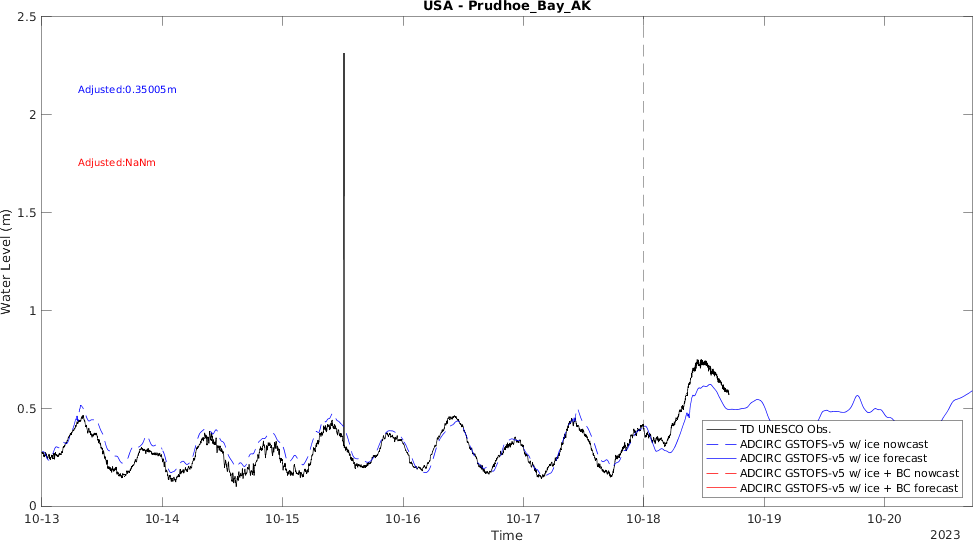 USA - Prudhoe_Bay_AK
2.5
Adjusted:0.35005m
2
Adjusted:NaNm
1.5
Water Level (m)
1
0.5
TD UNESCO Obs.
ADCIRC GSTOFS-v5 w/ ice nowcast
ADCIRC GSTOFS-v5 w/ ice forecast
ADCIRC GSTOFS-v5 w/ ice + BC nowcast
ADCIRC GSTOFS-v5 w/ ice + BC forecast
0
10-13 10-14 10-15 10-16 10-17 10-18 10-19 10-20
Time
2023